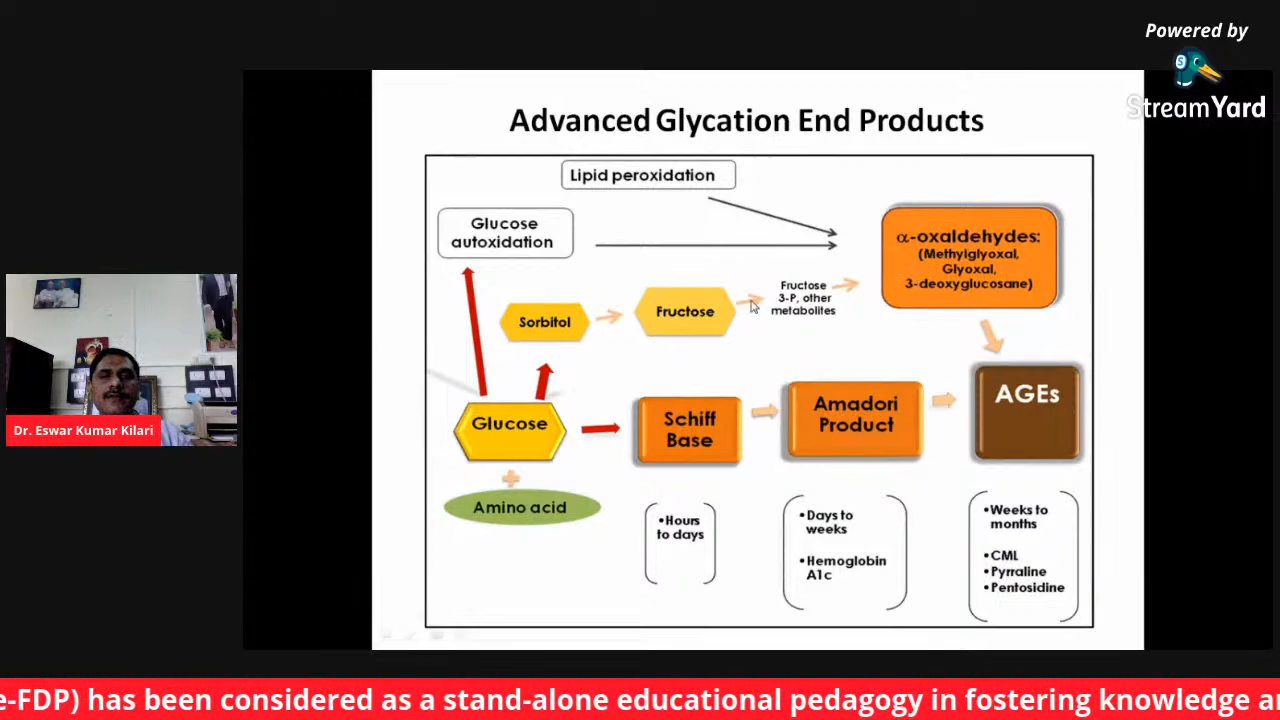 Powered by
StreamYard
Advanced Glycation End Products
Lipid peroxidation
Glucose
autoxidation
α-oxaldehydes:
(Methylglyoxal,
Glyoxal,
3-deoxyglucosane)
Fructose
3-P, other
metabolites
Sorbitol
Fructose
Glucose
Schiff
Base
Amadori
Product
AGEs
Amino acid
•Hours
to days
•Days to
weeks
•Hemoglobin
A1c
•Weeks to
months
•CML
•Pyrraline
•Pentosidine
Dr. Eswar Kumar Kilari
e-FDP) has been considered as a stand-alone educational pedagogy in fostering knowledge a